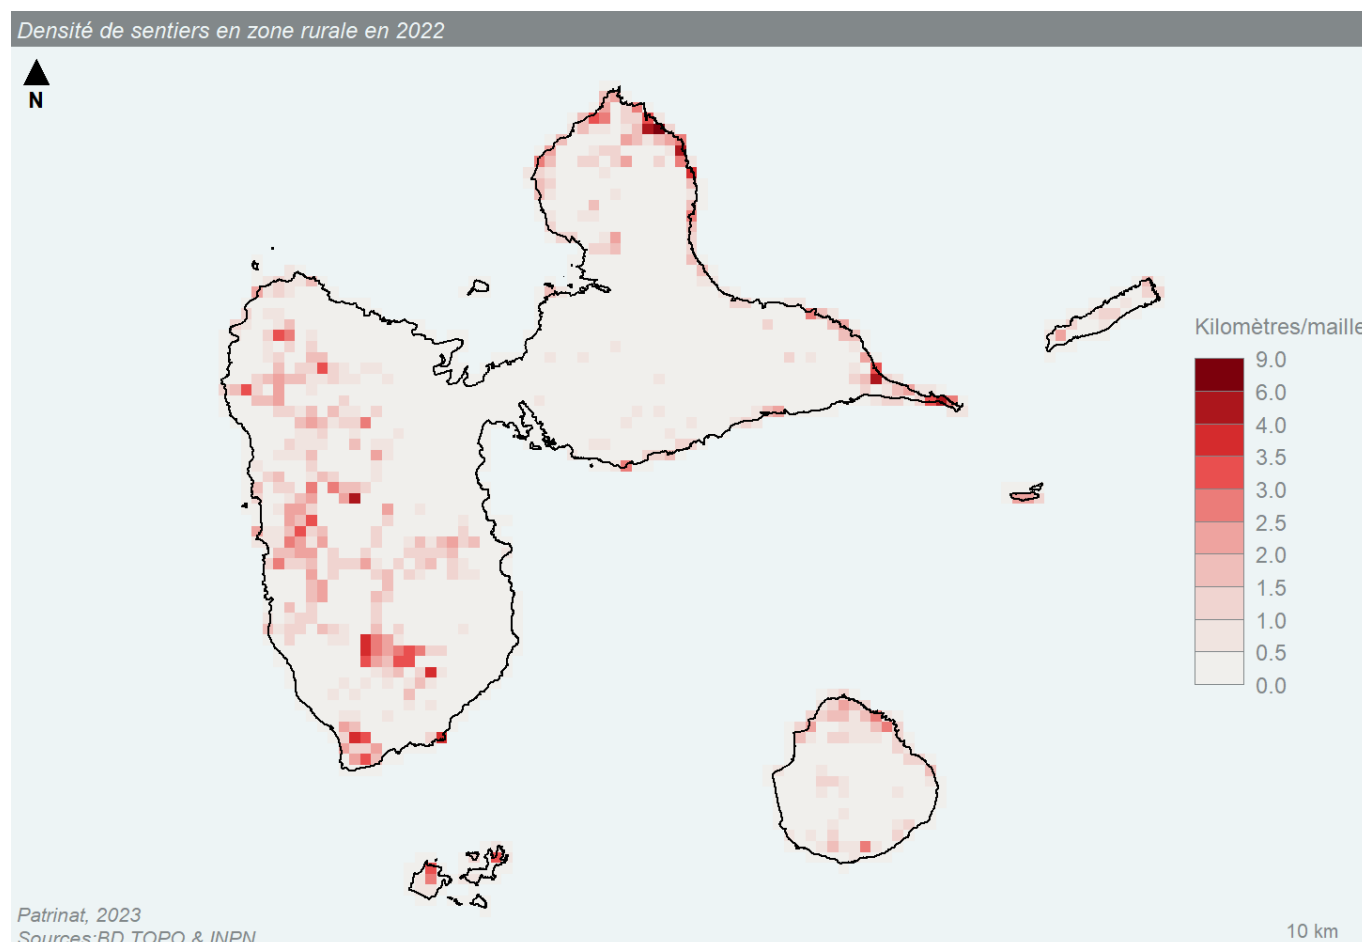 Densité de sentiers en zone rurale en 2022
N
Kilomètres/maille
9.0
6.0
4.0
3.5
3.0
2.5
2.0
1.5
1.0
0.5
0.0
Patrinat, 2023
Sources:BD TOPO & INPN
10 km